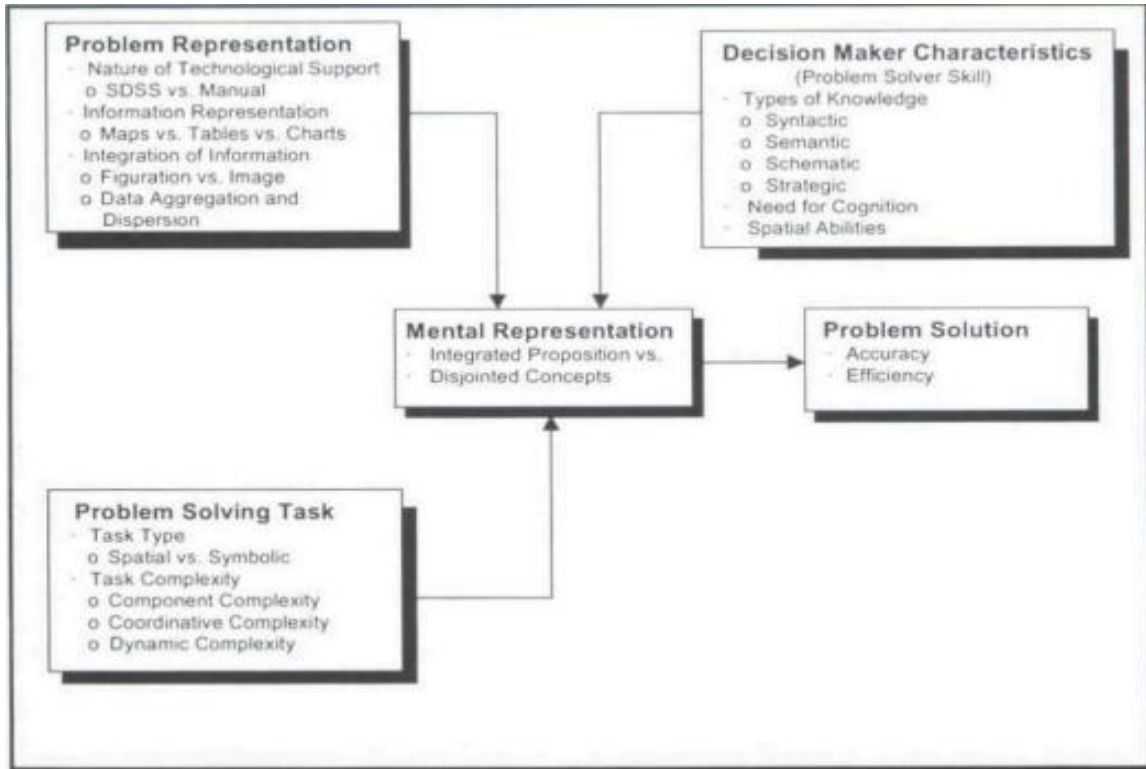 Problem Representation
· Nature of Technological Support
o SDSS vs. Manual
· Information Representation
o Maps vs. Tables vs. Charts
· Integration of Information
o Figuration vs. Image
o Data Aggregation and
Dispersion
Decision Maker Characteristics
(Problem Solver Skill)
· Types of Knowledge
o Syntactic
o Semantic
o Schematic
o Strategic
· Need for Cognition
· Spatial Abilities
Mental Representation
· Integrated Proposition vs.
· Disjointed Concepts
Problem Solution
· Accuracy
· Efficiency
Problem Solving Task
· Task Type
o Spatial vs. Symbolic
· Task Complexity
o Component Complexity
o Coordinative Complexity
o Dynamic Complexity